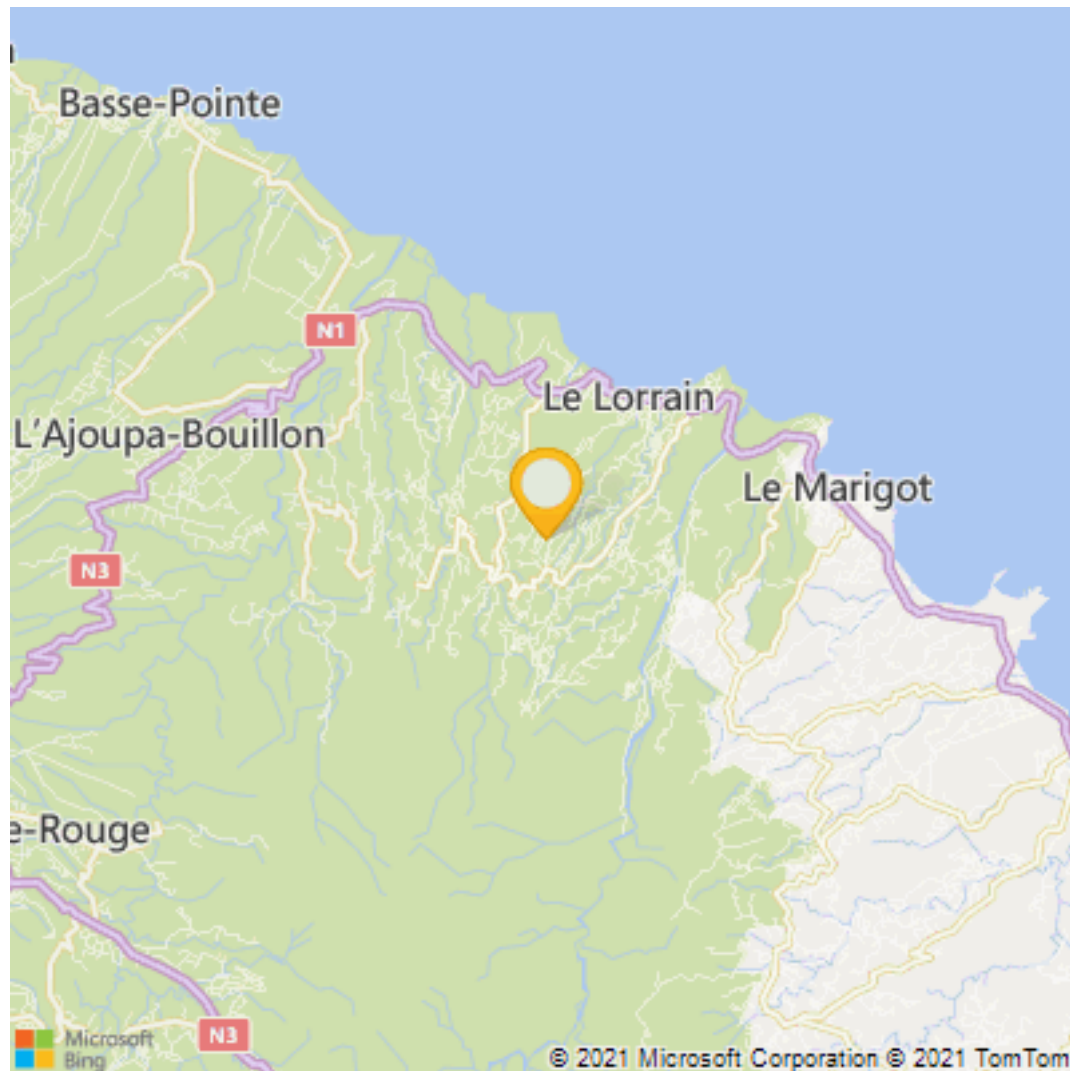 Basse-Pointe
N1
Le Lorrain
L'Ajoupa-Bouillon
Le Marigot
N3
e-Rouge
N3
Microsoft
Bing
© 2021 Microsoft Corporation © 2021 TomTom